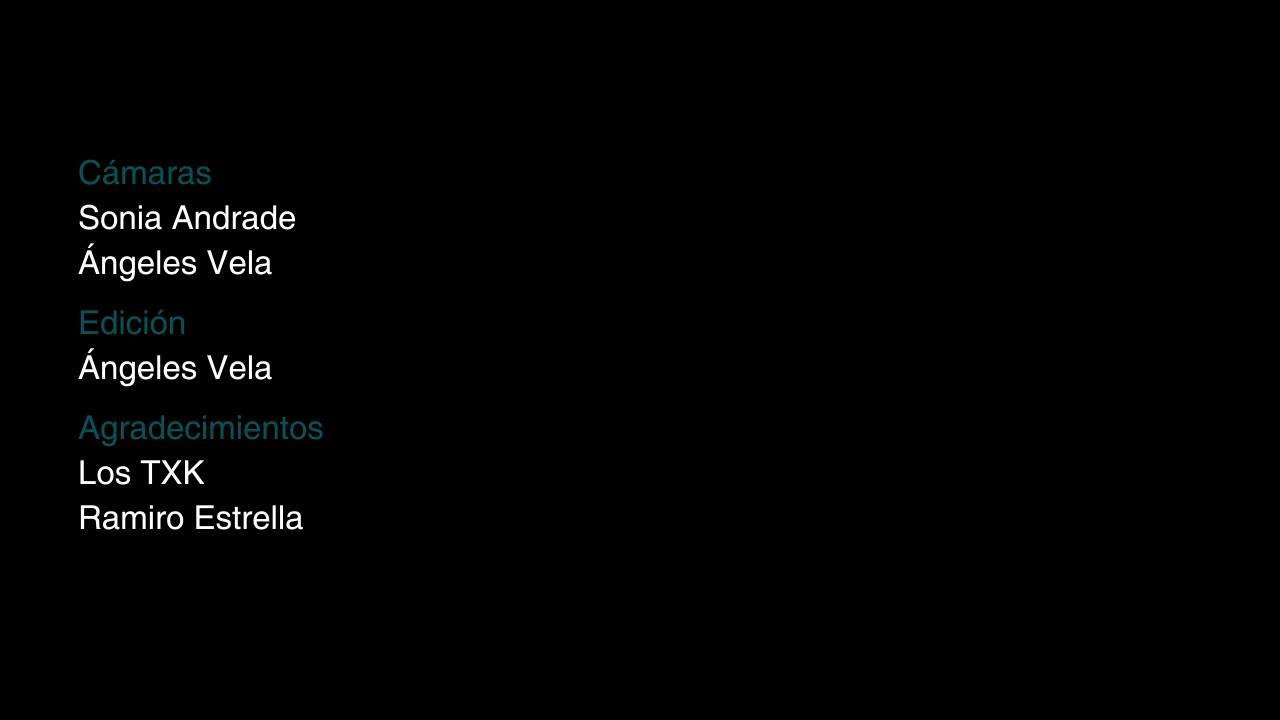 Cámaras
Sonia Andrade
Ángeles Vela
Edición
Ángeles Vela
Agradecimientos
Los TXK
Ramiro Estrella